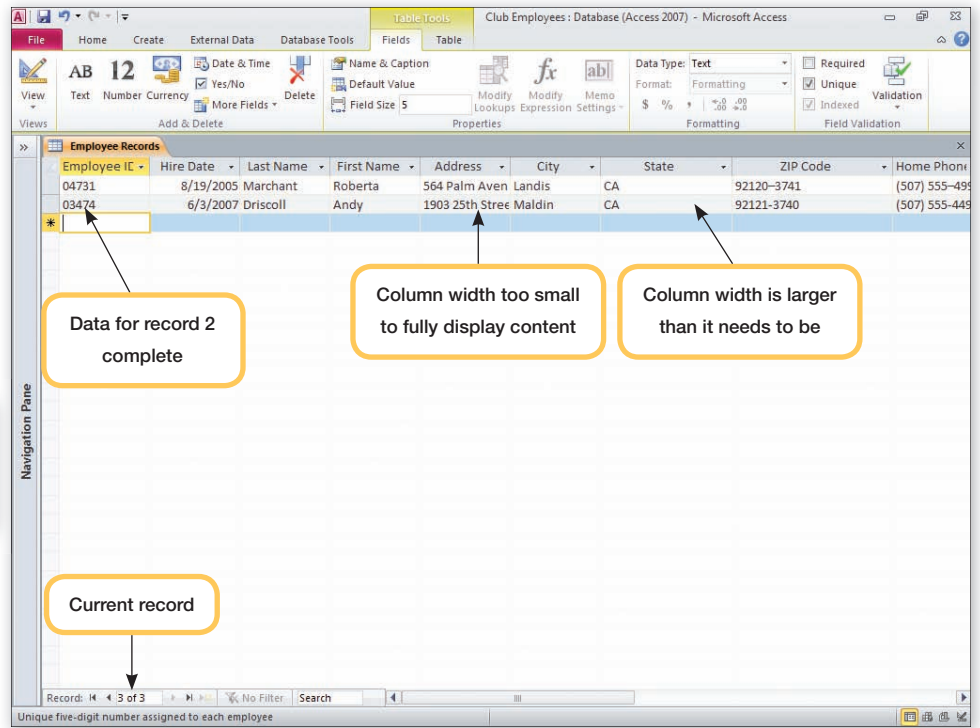 Table Tools Club Employees : Database (Access 2007) - Microsoft Access
File Home Create External Data Database Tools Fields Table
View
Views
AB Text
12 Number
Currency
Date & Time
Yes/No
More Fields
Delete
Add & Delete
Name & Caption
Default Value
Field Size 5
Modify Lookups
fx Modify Expression
ab Memo Settings
Properties
Data Type: Text
Format: Formatting
$ % , .0 .00 .00 .0
Formatting
Required
Unique
Indexed
Validation
Field Validation
Employee Records
Employee IC Hire Date Last Name First Name Address City State ZIP Code Home Phone
04731 8/19/2005 Marchant Roberta 564 Palm Aven Landis CA 92120–3741 (507) 555–499
03474 6/3/2007 Driscoll Andy 1903 25th Stree Maldin CA 92121-3740 (507) 555-449
Data for record 2
complete
Column width too small
to fully display content
Column width is larger
than it needs to be
Navigation Pane
Current record
Record: 3 of 3 No Filter Search
Unique five-digit number assigned to each employee